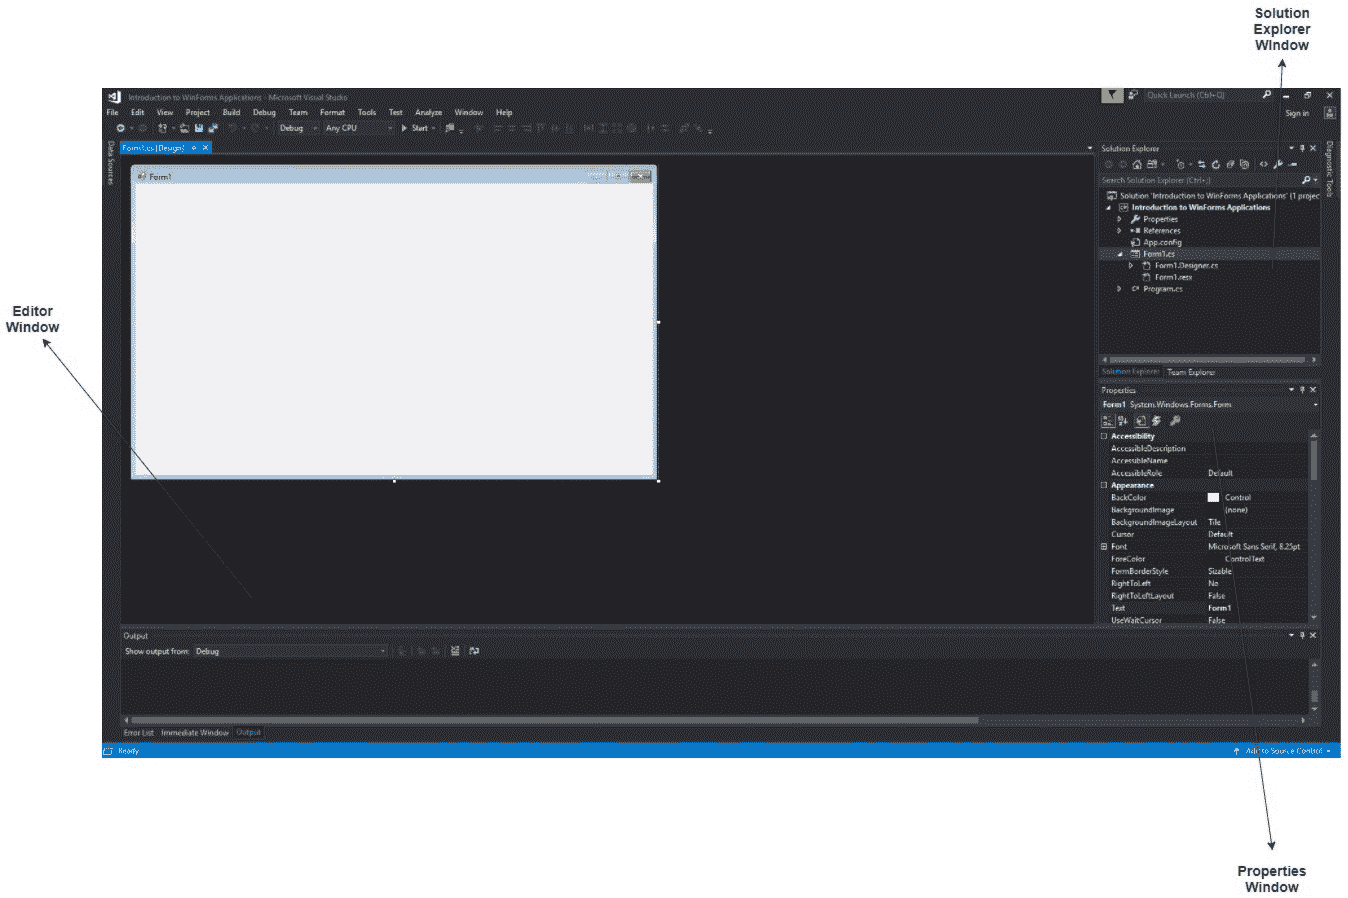 Solution
Explorer
Window
Introduction to WinForms Applications - Microsoft Visual Studio
Quick Launch (Ctrl+Q)
File Edit View Project Build Debug Team Format Tools Test Analyze Window Help
Sign in
Debug Any CPU Start
Data Sources
Form1.cs [Design]
Form1
Solution Explorer
Search Solution Explorer (Ctrl+;)
Solution 'Introduction to WinForms Applications' (1 projec
Introduction to WinForms Applications
Properties
References
App.config
Form1.cs
Form1.Designer.cs
Form1.resx
Program.cs
Solution Explorer Team Explorer
Diagnostic Tools
Editor
Window
Properties
Form1 System.Windows.Forms.Form
Accessibility
AccessibleDescription
AccessibleName
AccessibleRole Default
Appearance
BackColor Control
BackgroundImage (none)
BackgroundImageLayout Tile
Cursor Default
Font Microsoft Sans Serif, 8.25pt
ForeColor ControlText
FormBorderStyle Sizable
RightToLeft No
RightToLeftLayout False
Text Form1
UseWaitCursor False
Output
Show output from: Debug
Error List Immediate Window Output
Ready
Add to Source Control
Properties
Window